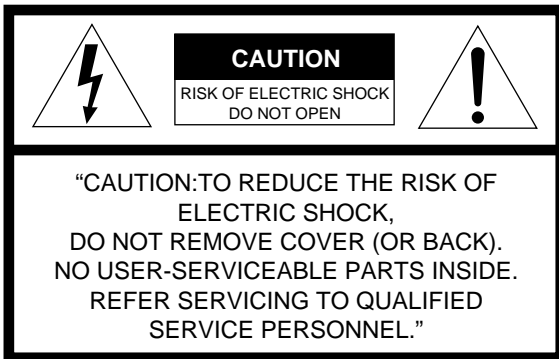 CAUTION
RISK OF ELECTRIC SHOCK
DO NOT OPEN
“CAUTION:TO REDUCE THE RISK OF
ELECTRIC SHOCK,
DO NOT REMOVE COVER (OR BACK).
NO USER-SERVICEABLE PARTS INSIDE.
REFER SERVICING TO QUALIFIED
SERVICE PERSONNEL.”